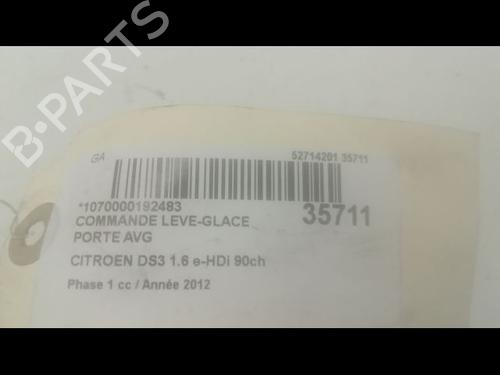 B-PARTS
GA
52714201 35711
*1070000192483
35711
COMMANDE LEVE-GLACE
PORTE AVG
CITROEN DS3 1.6 e-HDi 90ch
Phase 1 cc / Année 2012